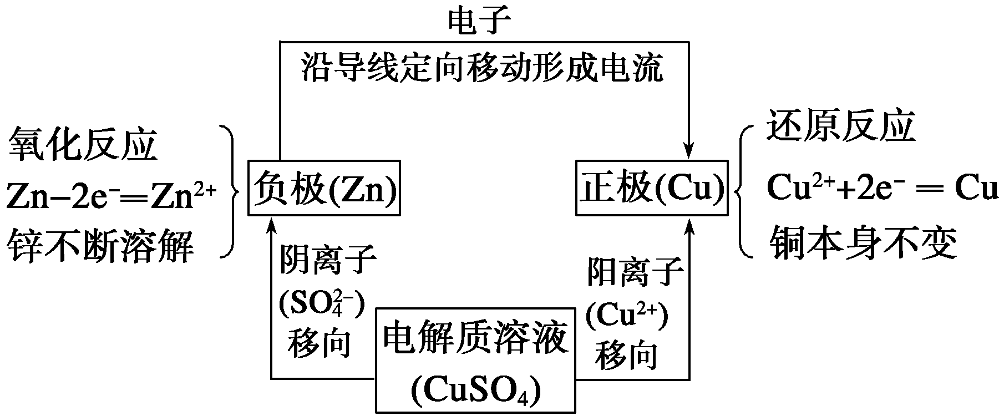 电子
沿导线定向移动形成电流
氧化反应
Zn−2e⁻=Zn²⁺
锌不断溶解
负极(Zn)
正极(Cu)
还原反应
Cu²⁺+2e⁻ = Cu
铜本身不变
阴离子
(SO₄²⁻)
移向
电解质溶液
(CuSO₄)
阳离子
(Cu²⁺)
移向